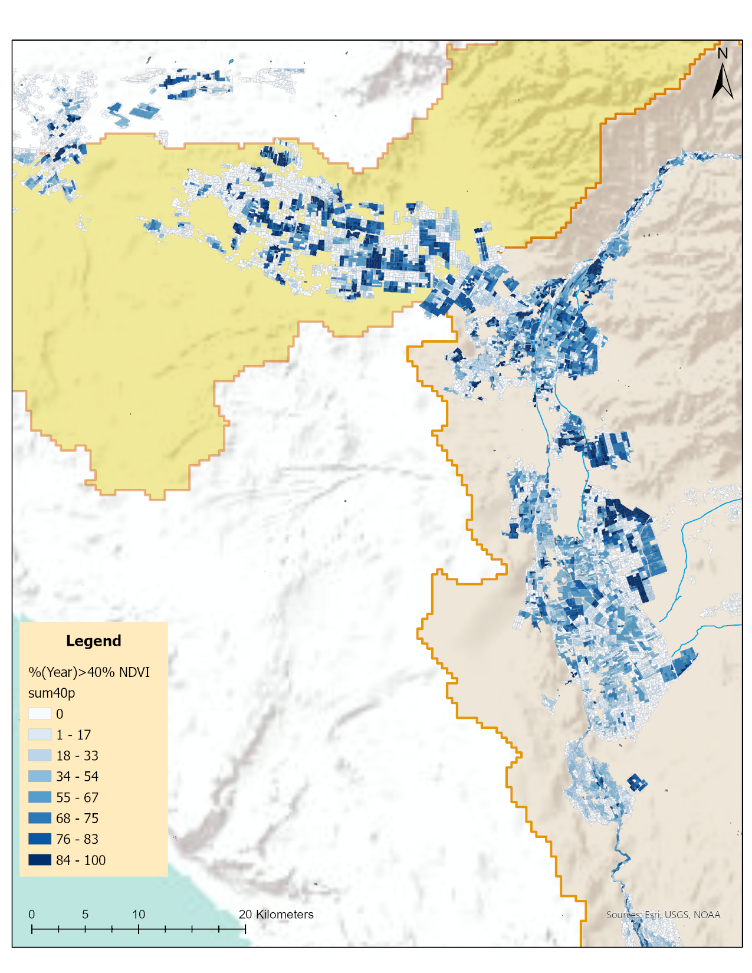 N
Legend
%(Year)>40% NDVI
sum40p
0
1 - 17
18 - 33
34 - 54
55 - 67
68 - 75
76 - 83
84 - 100
0 5 10 20 Kilometers
Sources: Esri, USGS, NOAA